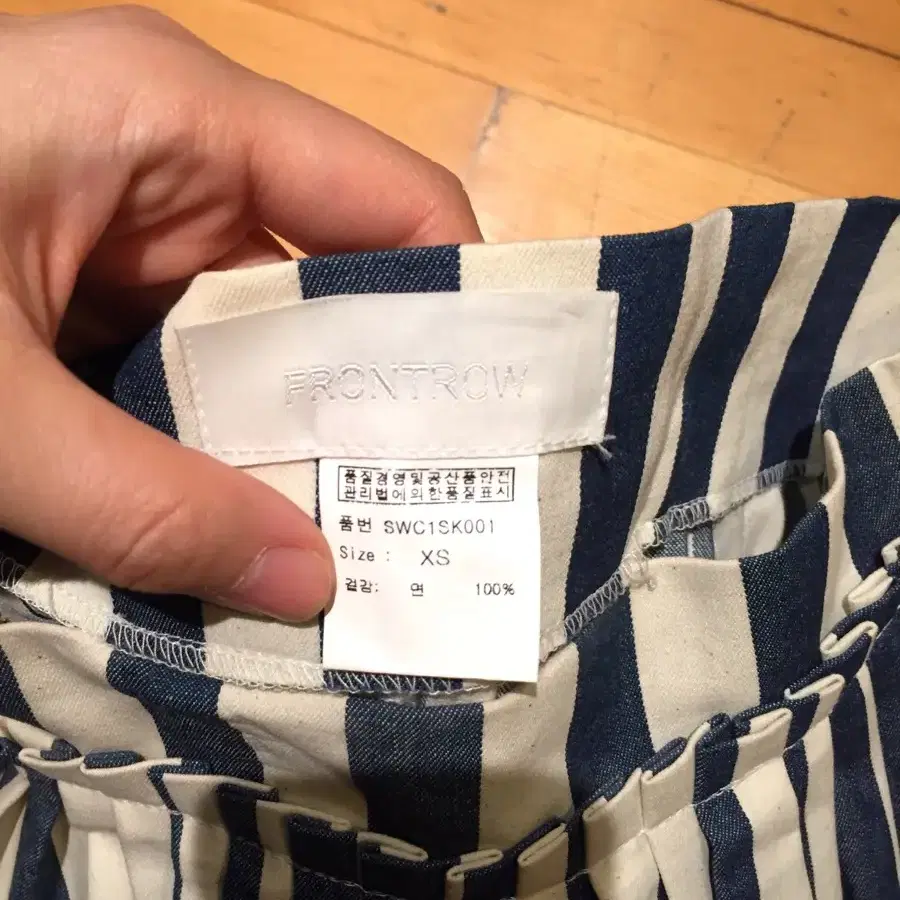 FRONTROW
품질경영및공산품안전
관리법에의한품질표시
품번 SWC1SK001
Size : XS
겉감: 면 100%